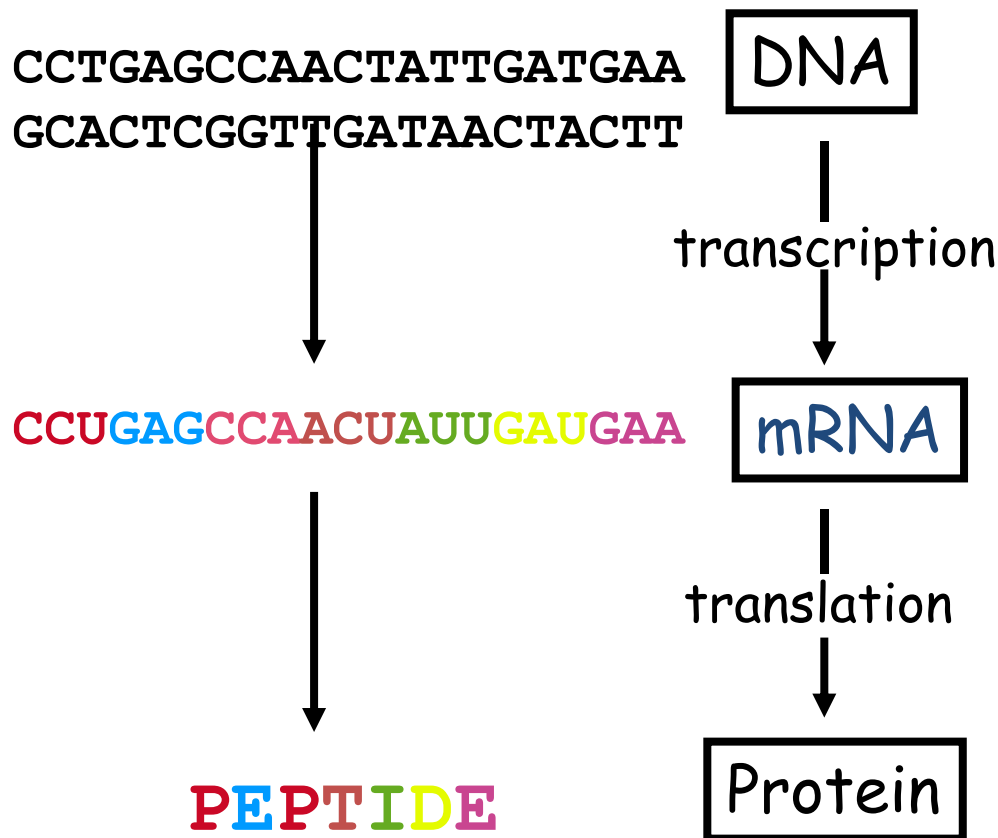 CCTGAGCCAACTATTGATGAA
GCACTCGGTTGATAACTACTT
CCUGAGCCAACUAUUGAUGAA
PEPTIDE
DNA
transcription
mRNA
translation
Protein